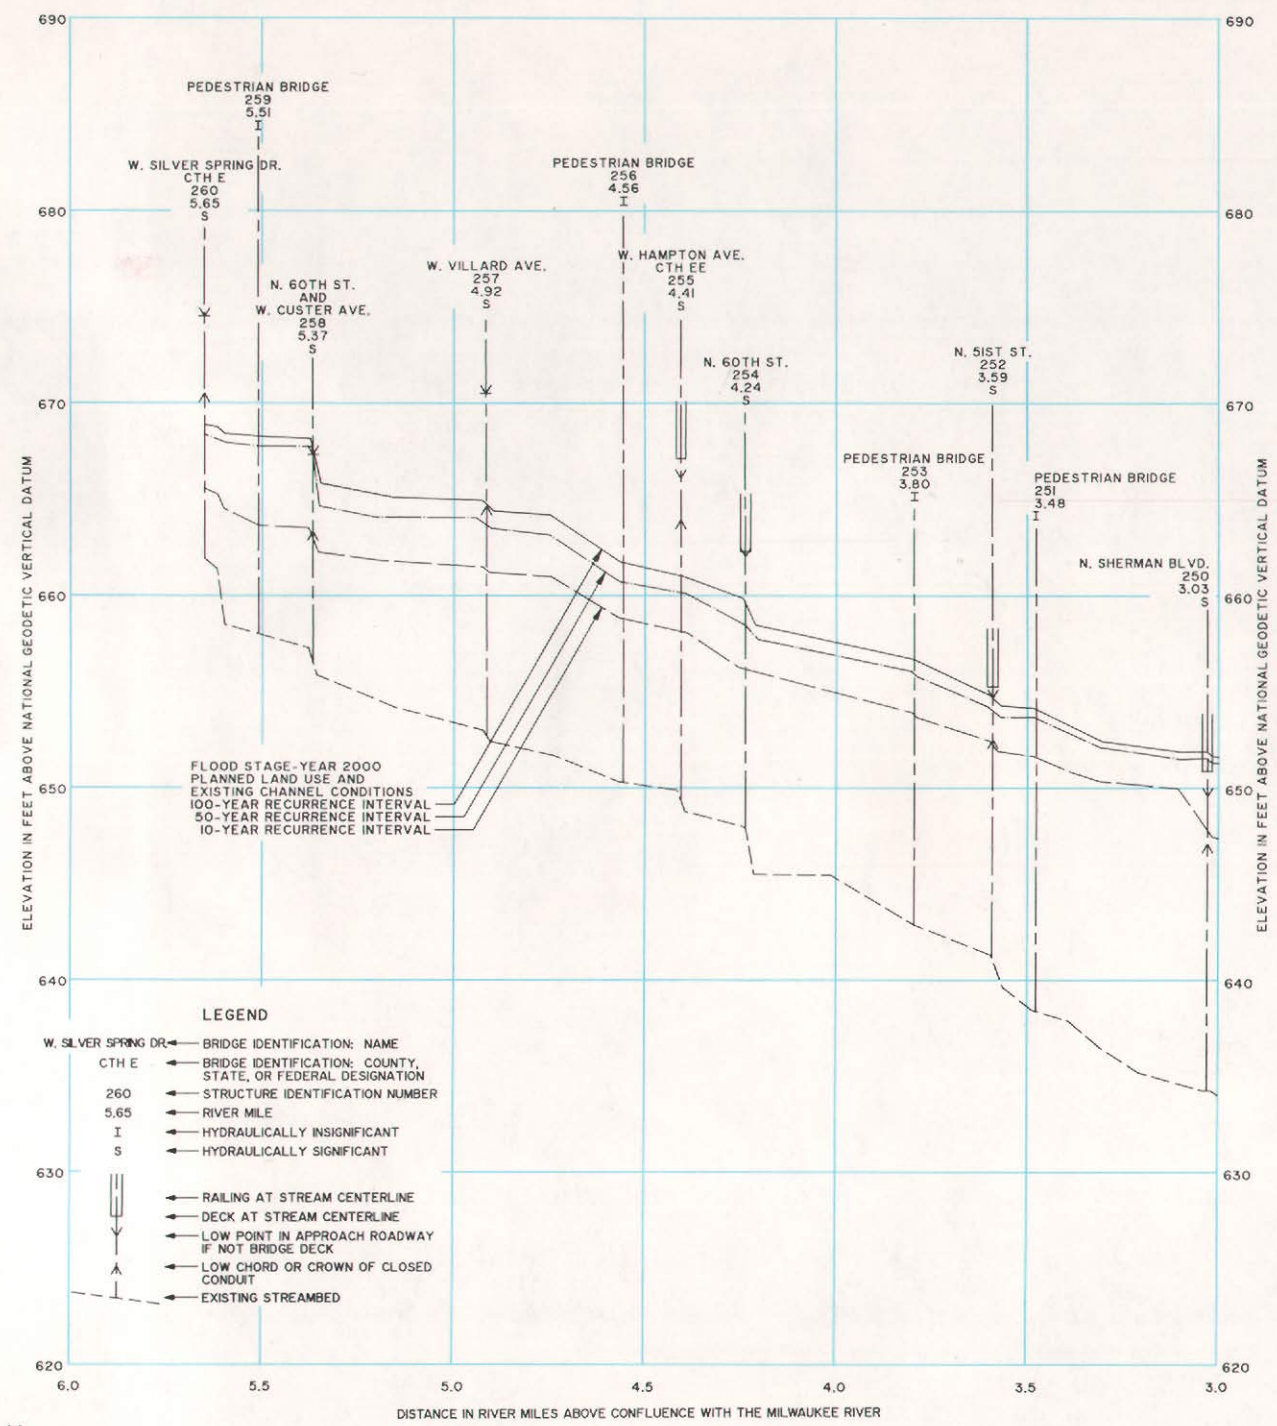 690
690
PEDESTRIAN BRIDGE
259
5.51
I
W. SILVER SPRING DR.
CTH E
260
5.65
S
PEDESTRIAN BRIDGE
256
4.56
I
680
680
W. VILLARD AVE.
257
4.92
S
W. HAMPTON AVE.
CTH EE
255
4.41
S
N. 60TH ST.
AND
W. CUSTER AVE.
258
5.37
S
N. 60TH ST.
254
4.24
S
N. 51ST ST.
252
3.59
S
670
670
PEDESTRIAN BRIDGE
253
3.80
I
PEDESTRIAN BRIDGE
251
3.48
I
N. SHERMAN BLVD.
250
3.03
S
660
660
ELEVATION IN FEET ABOVE NATIONAL GEODETIC VERTICAL DATUM
ELEVATION IN FEET ABOVE NATIONAL GEODETIC VERTICAL DATUM
FLOOD STAGE-YEAR 2000
PLANNED LAND USE AND
EXISTING CHANNEL CONDITIONS
100-YEAR RECURRENCE INTERVAL
50-YEAR RECURRENCE INTERVAL
10-YEAR RECURRENCE INTERVAL
650
650
640
640
LEGEND
W. SILVER SPRING DR. BRIDGE IDENTIFICATION: NAME
CTH E BRIDGE IDENTIFICATION: COUNTY,
STATE, OR FEDERAL DESIGNATION
260 STRUCTURE IDENTIFICATION NUMBER
5.65 RIVER MILE
I HYDRAULICALLY INSIGNIFICANT
S HYDRAULICALLY SIGNIFICANT
630
630
RAILING AT STREAM CENTERLINE
DECK AT STREAM CENTERLINE
LOW POINT IN APPROACH ROADWAY
IF NOT BRIDGE DECK
LOW CHORD OR CROWN OF CLOSED
CONDUIT
EXISTING STREAMBED
620
620
6.0 5.5 5.0 4.5 4.0 3.5 3.0
DISTANCE IN RIVER MILES ABOVE CONFLUENCE WITH THE MILWAUKEE RIVER